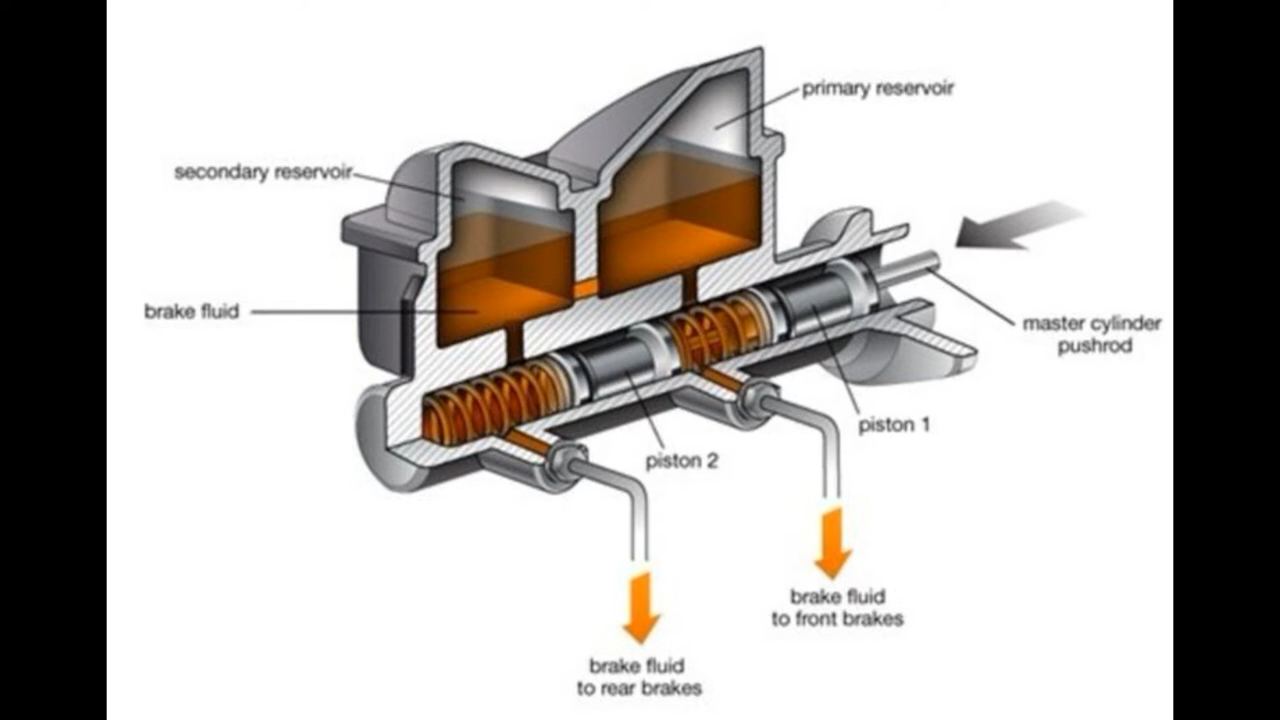 primary reservoir
secondary reservoir
brake fluid
master cylinder
pushrod
piston 1
piston 2
brake fluid
to front brakes
brake fluid
to rear brakes